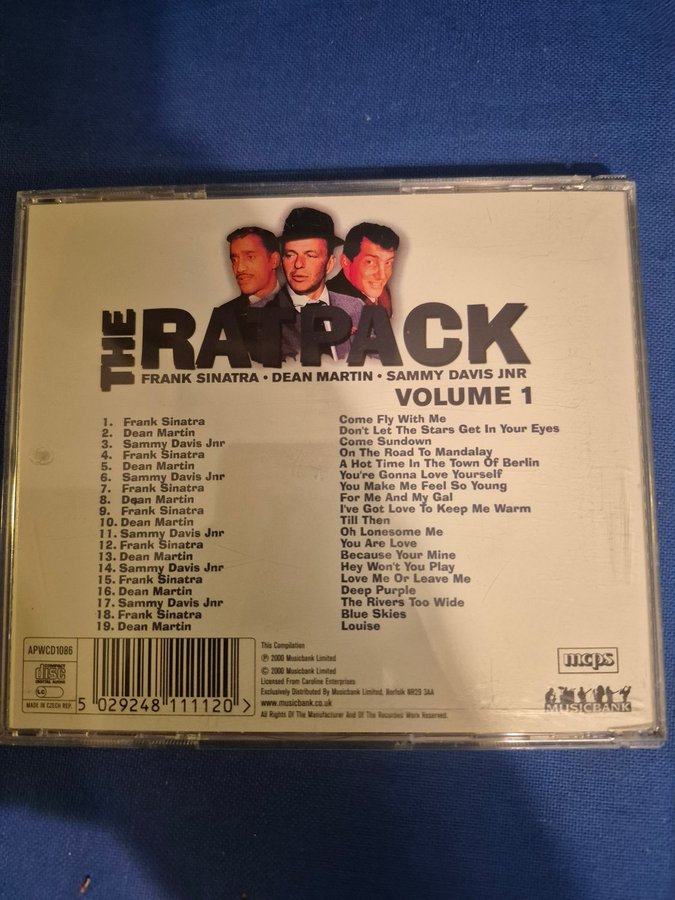 THE RATPACK
FRANK SINATRA • DEAN MARTIN • SAMMY DAVIS JNR
VOLUME 1
1. Frank Sinatra Come Fly With Me
2. Dean Martin Don't Let The Stars Get In Your Eyes
3. Sammy Davis Jnr Come Sundown
4. Frank Sinatra On The Road To Mandalay
5. Dean Martin A Hot Time In The Town Of Berlin
6. Sammy Davis Jnr You're Gonna Love Yourself
7. Frank Sinatra You Make Me Feel So Young
8. Dean Martin For Me And My Gal
9. Frank Sinatra I've Got Love To Keep Me Warm
10. Dean Martin Till Then
11. Sammy Davis Jnr Oh Lonesome Me
12. Frank Sinatra You Are Love
13. Dean Martin Because Your Mine
14. Sammy Davis Jnr Hey Won't You Play
15. Frank Sinatra Love Me Or Leave Me
16. Dean Martin Deep Purple
17. Sammy Davis Jnr The Rivers Too Wide
18. Frank Sinatra Blue Skies
19. Dean Martin Louise
APWCD1086
COMPACT
disc
DIGITAL AUDIO
LC
MADE IN CZECH REP.
5 029248 111120 >
This Compilation
℗ 2000 Musicbank Limited
© 2000 Musicbank Limited
Licensed From Caroline Enterprises
Exclusively Distributed By Musicbank Limited, Norfolk NR29 3AA
www.musicbank.co.uk
All Rights Of The Manufacturer And Of The Recorded Work Reserved.
mcps
MUSICBANK